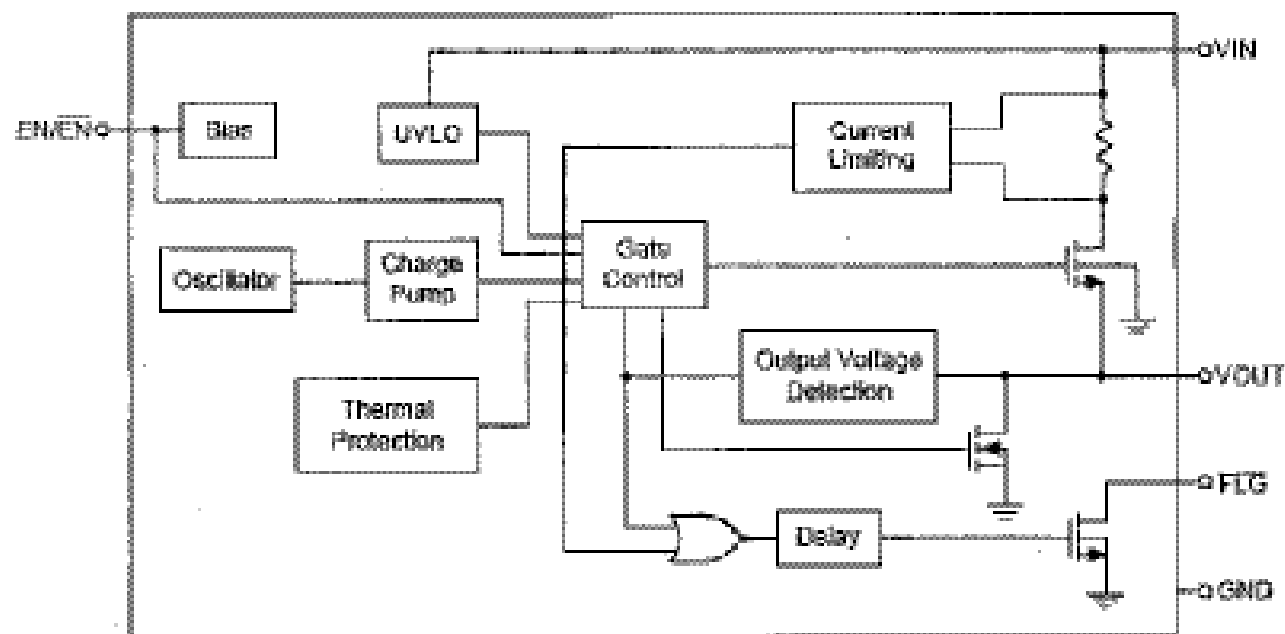 VIN
EN/EN
Bias
UVLO
Current
Limiting
Gate
Control
Oscillator
Charge
Pump
Output Voltage
Detection
VOUT
Thermal
Protection
FLG
Delay
GND